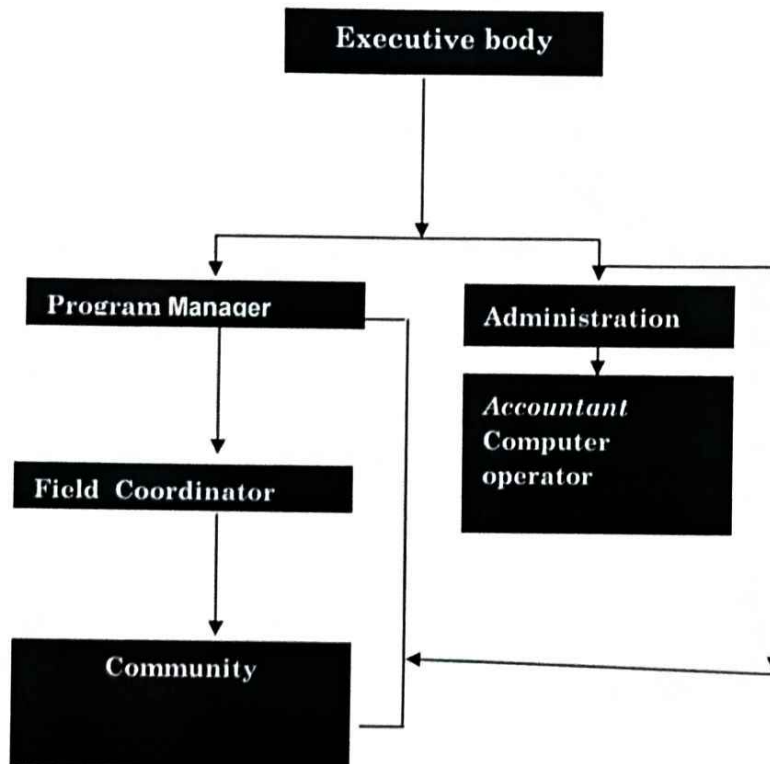 Executive body
Program Manager
Administration
Accountant
Computer
operator
Field Coordinator
Community